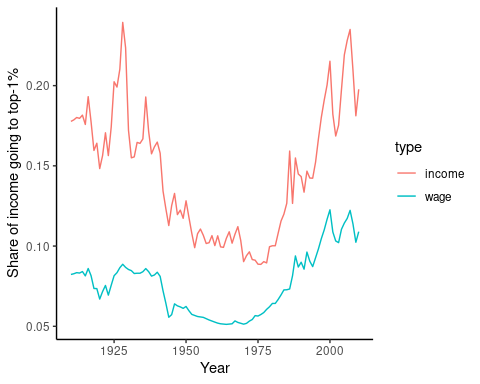 Share of income going to top-1%
0.20
0.15
0.10
0.05
1925 1950 1975 2000
Year
type
income
wage